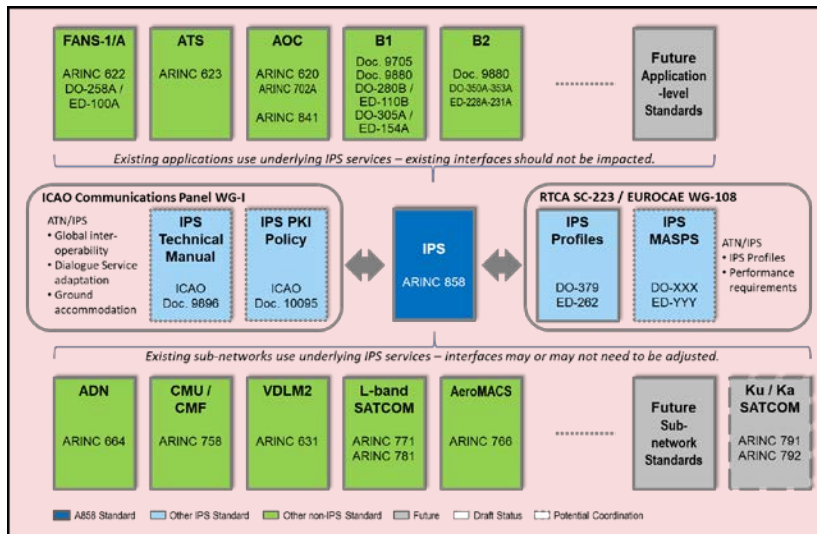 FANS-1/A
ARINC 622
DO-258A /
ED-100A
ATS
ARINC 623
AOC
ARINC 620
ARINC 702A
ARINC 841
B1
Doc. 9705
Doc. 9880
DO-280B /
ED-110B
DO-305A /
ED-154A
B2
Doc. 9880
DO-350A-353A
ED-228A-231A
Future
Application
-level
Standards
Existing applications use underlying IPS services – existing interfaces should not be impacted.
ICAO Communications Panel WG-I
ATN/IPS
• Global inter-
operability
• Dialogue Service
adaptation
• Ground
accommodation
IPS
Technical
Manual
ICAO
Doc. 9896
IPS PKI
Policy
ICAO
Doc. 10095
IPS
ARINC 858
RTCA SC-223 / EUROCAE WG-108
IPS
Profiles
DO-379
ED-262
IPS
MASPS
DO-XXX
ED-YYY
ATN/IPS
• IPS Profiles
• Performance
requirements
Existing sub-networks use underlying IPS services – interfaces may or may not need to be adjusted.
ADN
ARINC 664
CMU /
CMF
ARINC 758
VDLM2
ARINC 631
L-band
SATCOM
ARINC 771
ARINC 781
AeroMACS
ARINC 766
Future
Sub-
network
Standards
Ku / Ka
SATCOM
ARINC 791
ARINC 792
A858 Standard
Other IPS Standard
Other non-IPS Standard
Future
Draft Status
Potential Coordination